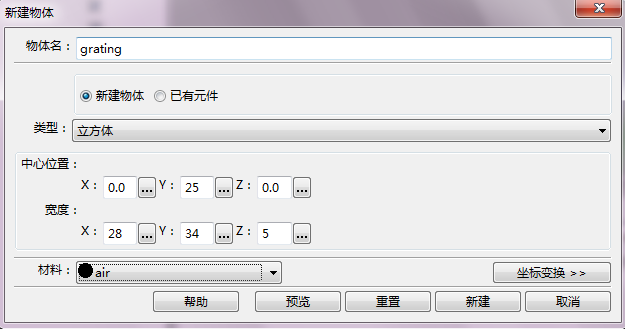 新建物体
物体名： grating
新建物体 已有元件
类型： 立方体
中心位置：
X： 0.0 ... Y： 25 ... Z： 0.0 ...
宽度：
X： 28 ... Y： 34 ... Z： 5 ...
材料： air 坐标变换 >>
帮助 预览 重置 新建 取消